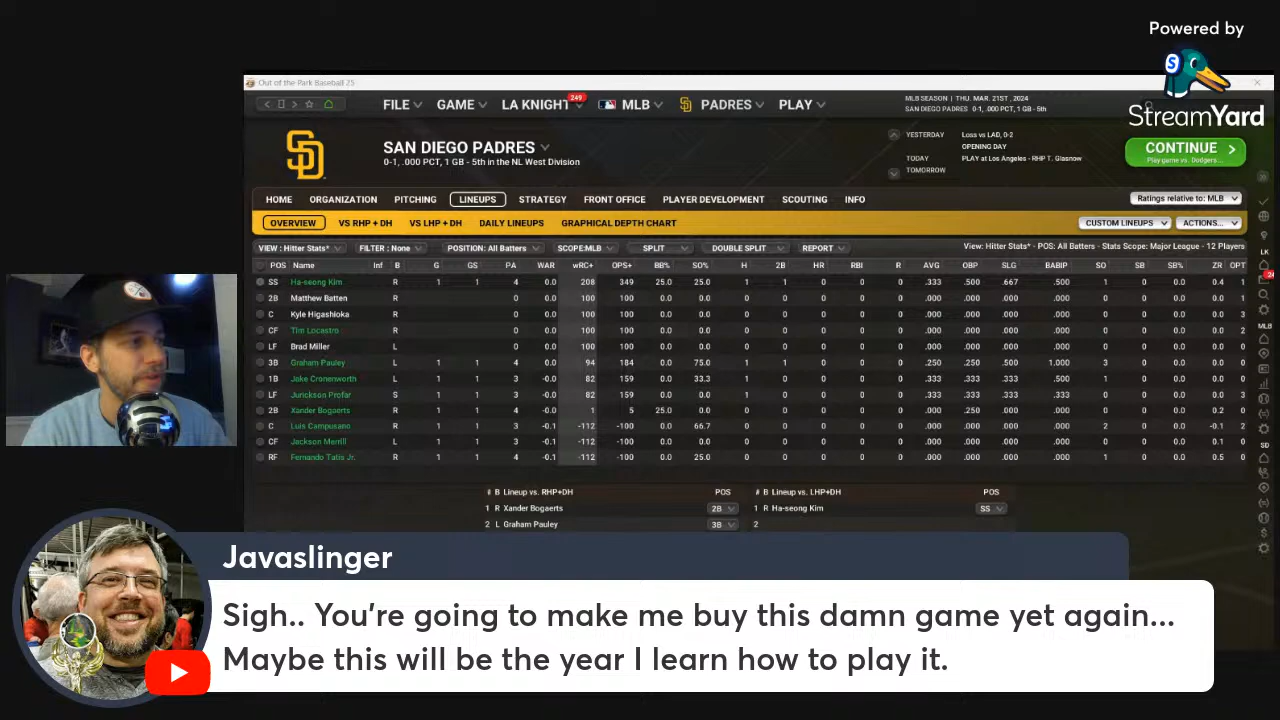 Powered by
StreamYard
Out of the Park Baseball 25
FILE GAME LA KNIGHT 249 MLB PADRES PLAY
MLB SEASON | THU. MAR. 21ST, 2024
SAN DIEGO PADRES 0-1, .000 PCT, 1 GB - 5th
SAN DIEGO PADRES
0-1, .000 PCT, 1 GB - 5th in the NL West Division
YESTERDAY Loss vs LAD, 0-2
OPENING DAY
TODAY PLAY at Los Angeles - RHP T. Glasnow
TOMORROW
CONTINUE
Play game vs. Dodgers...
HOME ORGANIZATION PITCHING LINEUPS STRATEGY FRONT OFFICE PLAYER DEVELOPMENT SCOUTING INFO Ratings relative to: MLB
OVERVIEW VS RHP + DH VS LHP + DH DAILY LINEUPS GRAPHICAL DEPTH CHART CUSTOM LINEUPS ACTIONS...
VIEW: Hitter Stats* FILTER: None POSITION: All Batters SCOPE:MLB SPLIT DOUBLE SPLIT REPORT View: Hitter Stats* - POS: All Batters - Stats Scope: Major League - 12 Players
POS Name Inf B G GS PA WAR wRC+ OPS+ BB% SO% H 2B HR RBI R AVG OBP SLG BABIP SO SB SB% ZR OPT
SS Ha-seong Kim R 1 1 4 0.0 208 349 25.0 25.0 1 1 0 0 0 .333 .500 .667 .500 1 0 0.0 0.4 1
2B Matthew Batten R 0 0.0 100 100 0.0 0.0 0 0 0 0 0 .000 .000 .000 .000 0 0 0.0 0.0 1
C Kyle Higashioka R 0 0.0 100 100 0.0 0.0 0 0 0 0 0 .000 .000 .000 .000 0 0 0.0 0.0 3
CF Tim Locastro R 0 0.0 100 100 0.0 0.0 0 0 0 0 0 .000 .000 .000 .000 0 0 0.0 0.0 2
LF Brad Miller L 0 0.0 100 100 0.0 0.0 0 0 0 0 0 .000 .000 .000 .000 0 0 0.0 0.0
3B Graham Pauley L 1 1 4 -0.0 94 184 0.0 75.0 1 1 0 0 0 .250 .250 .500 1.000 3 0 0.0 0.0 3
1B Jake Cronenworth L 1 1 3 -0.0 82 159 0.0 33.3 1 0 0 0 0 .333 .333 .333 .500 1 0 0.0 0.0
LF Jurickson Profar S 1 1 3 -0.0 82 159 0.0 0.0 1 0 0 0 0 .333 .333 .333 .333 0 0 0.0 0.0 3
2B Xander Bogaerts R 1 1 4 -0.0 1 5 25.0 0.0 0 0 0 0 0 .000 .250 .000 .000 0 0 0.0 0.2
C Luis Campusano R 1 1 3 -0.1 -112 -100 0.0 66.7 0 0 0 0 0 .000 .000 .000 .000 2 0 0.0 -0.1 2
CF Jackson Merrill L 1 1 3 -0.1 -112 -100 0.0 0.0 0 0 0 0 0 .000 .000 .000 .000 0 0 0.0 0.1
RF Fernando Tatis Jr. R 1 1 4 -0.1 -112 -100 0.0 25.0 0 0 0 0 0 .000 .000 .000 .000 1 0 0.0 0.5
# B Lineup vs. RHP+DH POS # B Lineup vs. LHP+DH POS
1 R Xander Bogaerts 2B 1 R Ha-seong Kim SS
2 L Graham Pauley 3B 2
LK
MLB
SD
Javaslinger
Sigh.. You're going to make me buy this damn game yet again...
Maybe this will be the year I learn how to play it.